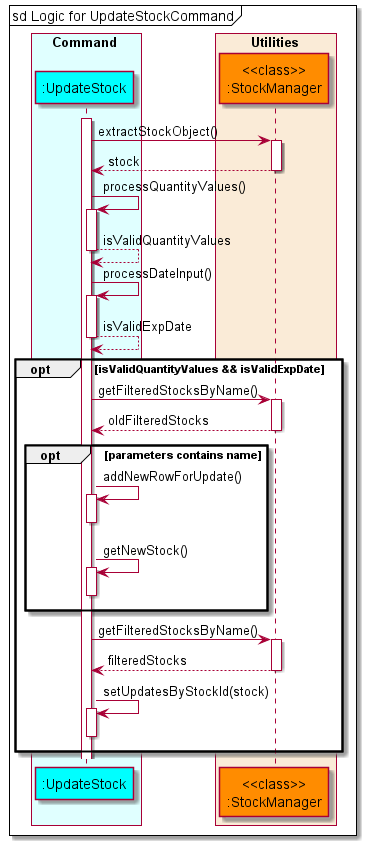 sd Logic for UpdateStockCommand
Command
Utilities
:UpdateStock
<<class>>
:StockManager
extractStockObject()
stock
processQuantityValues()
isValidQuantityValues
processDateInput()
isValidExpDate
opt [isValidQuantityValues && isValidExpDate]
getFilteredStocksByName()
oldFilteredStocks
opt [parameters contains name]
addNewRowForUpdate()
getNewStock()
getFilteredStocksByName()
filteredStocks
setUpdatesByStockId(stock)
:UpdateStock
<<class>>
:StockManager